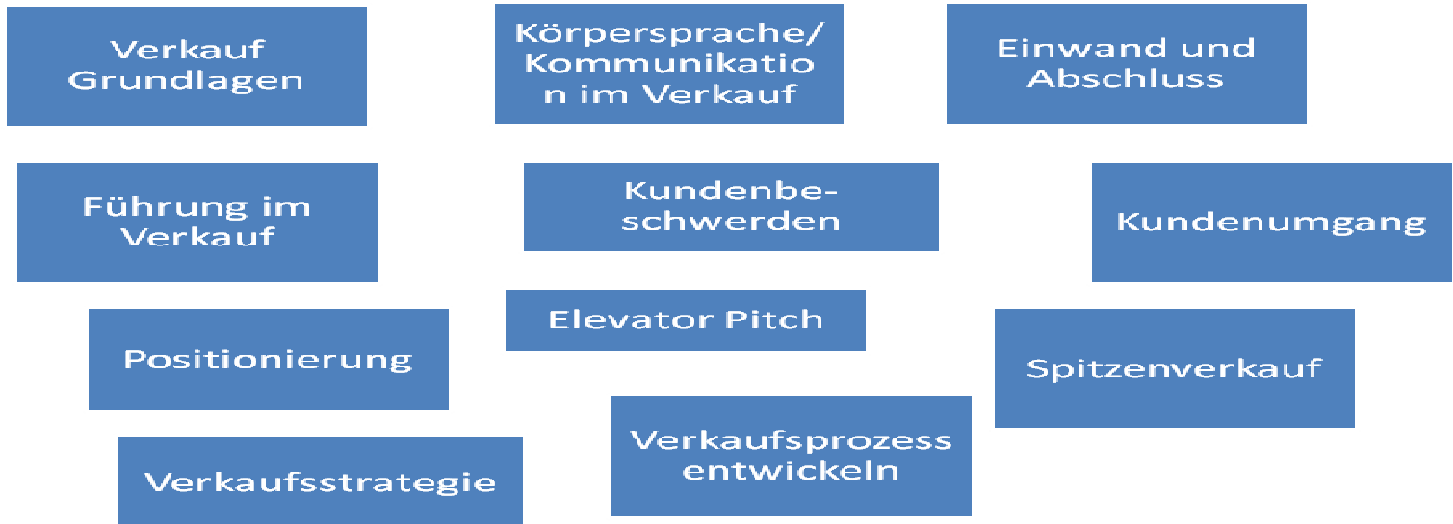 Verkauf
Grundlagen
Körpersprache/
Kommunikatio
n im Verkauf
Einwand und
Abschluss
Führung im
Verkauf
Kundenbe-
schwerden
Kundenumgang
Elevator Pitch
Positionierung
Spitzenverkauf
Verkaufsprozess
entwickeln
Verkaufsstrategie